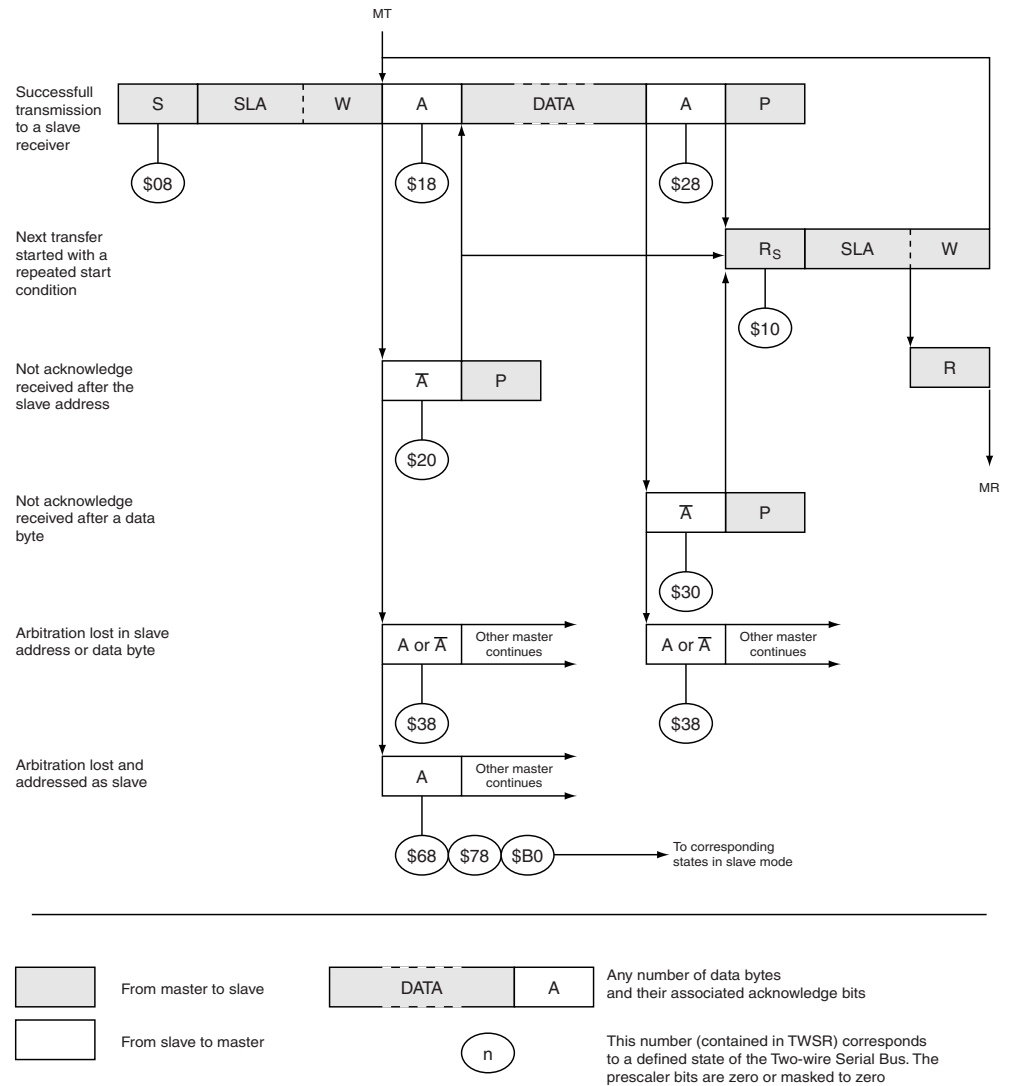 MT
Successfull
transmission
to a slave
receiver
S SLA W A DATA A P
$08 $18 $28
Next transfer
started with a
repeated start
condition
RS SLA W
$10
Not acknowledge
received after the
slave address
A̅ P
R
$20
MR
Not acknowledge
received after a data
byte
A̅ P
$30
Arbitration lost in slave
address or data byte
A or A̅
Other master
continues
A or A̅
Other master
continues
$38 $38
Arbitration lost and
addressed as slave
A
Other master
continues
$68 $78 $B0
To corresponding
states in slave mode
From master to slave
DATA A
Any number of data bytes
and their associated acknowledge bits
From slave to master
n
This number (contained in TWSR) corresponds
to a defined state of the Two-wire Serial Bus. The
prescaler bits are zero or masked to zero